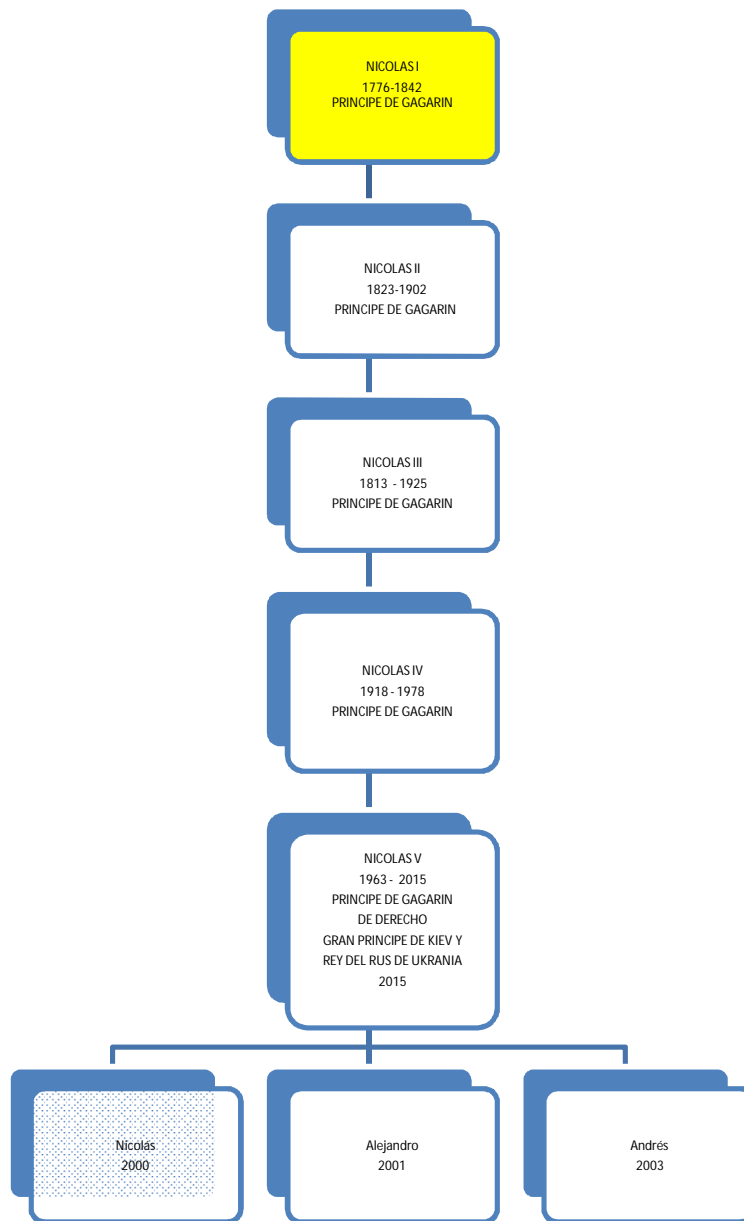 NICOLAS I
1776-1842
PRINCIPE DE GAGARIN
NICOLAS II
1823-1902
PRINCIPE DE GAGARIN
NICOLAS III
1813 - 1925
PRINCIPE DE GAGARIN
NICOLAS IV
1918 - 1978
PRINCIPE DE GAGARIN
NICOLAS V
1963 - 2015
PRINCIPE DE GAGARIN
DE DERECHO
GRAN PRINCIPE DE KIEV Y
REY DEL RUS DE UKRANIA
2015
Nicolás
2000
Alejandro
2001
Andrés
2003